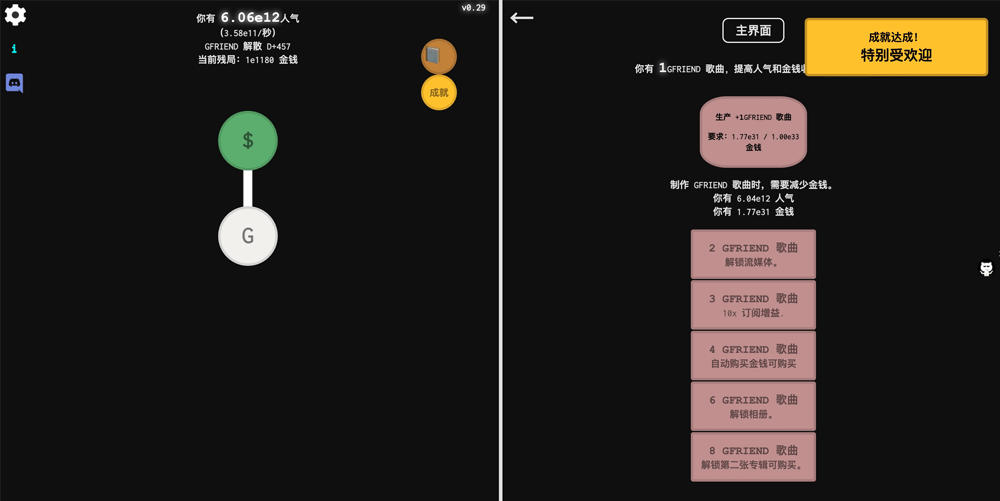 v0.29
你有 6.06e12人气
(3.58e11/秒)
GFRIEND 解散 D+457
当前残局: 1e1180 金钱
i
成就
$
G
主界面
成就达成!
特别受欢迎
你有 1GFRIEND 歌曲, 提高人气和金钱
生产 +1GFRIEND 歌曲
要求: 1.77e31 / 1.00e33
金钱
制作 GFRIEND 歌曲时, 需要减少金钱。
你有 6.04e12 人气
你有 1.77e31 金钱
2 GFRIEND 歌曲
解锁流媒体。
3 GFRIEND 歌曲
10x 订阅增益.
4 GFRIEND 歌曲
自动购买金钱可购买
6 GFRIEND 歌曲
解锁相册。
8 GFRIEND 歌曲
解锁第二张专辑可购买。